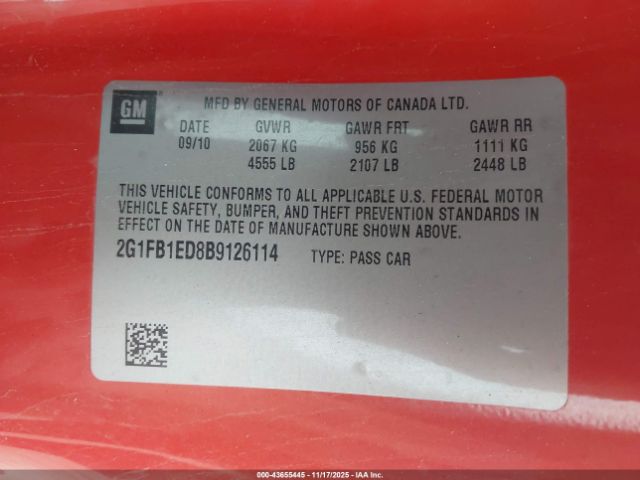 GM
MFD BY GENERAL MOTORS OF CANADA LTD.
DATE GVWR GAWR FRT GAWR RR
09/10 2067 KG 956 KG 1111 KG
4555 LB 2107 LB 2448 LB
THIS VEHICLE CONFORMS TO ALL APPLICABLE U.S. FEDERAL MOTOR
VEHICLE SAFETY, BUMPER, AND THEFT PREVENTION STANDARDS IN
EFFECT ON THE DATE OF MANUFACTURE SHOWN ABOVE.
2G1FB1ED8B9126114 TYPE: PASS CAR
000-43655445 - 11/17/2025 - IAAI.com